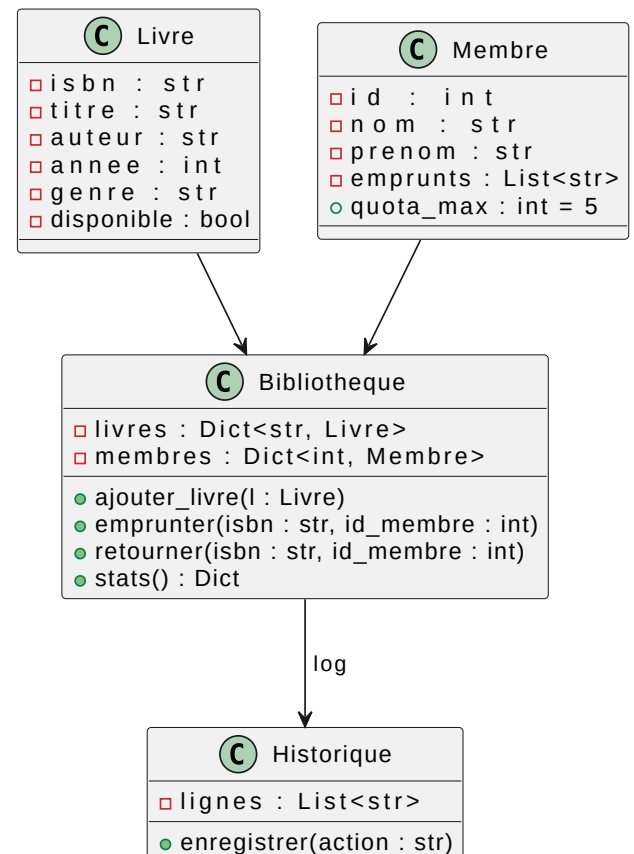 C Livre
isbn : str
titre : str
auteur : str
annee : int
genre : str
disponible : bool
C Membre
id : int
nom : str
prenom : str
emprunts : List<str>
quota_max : int = 5
C Bibliotheque
livres : Dict<str, Livre>
membres : Dict<int, Membre>
ajouter_livre(l : Livre)
emprunter(isbn : str, id_membre : int)
retourner(isbn : str, id_membre : int)
stats() : Dict
log
C Historique
lignes : List<str>
enregistrer(action : str)